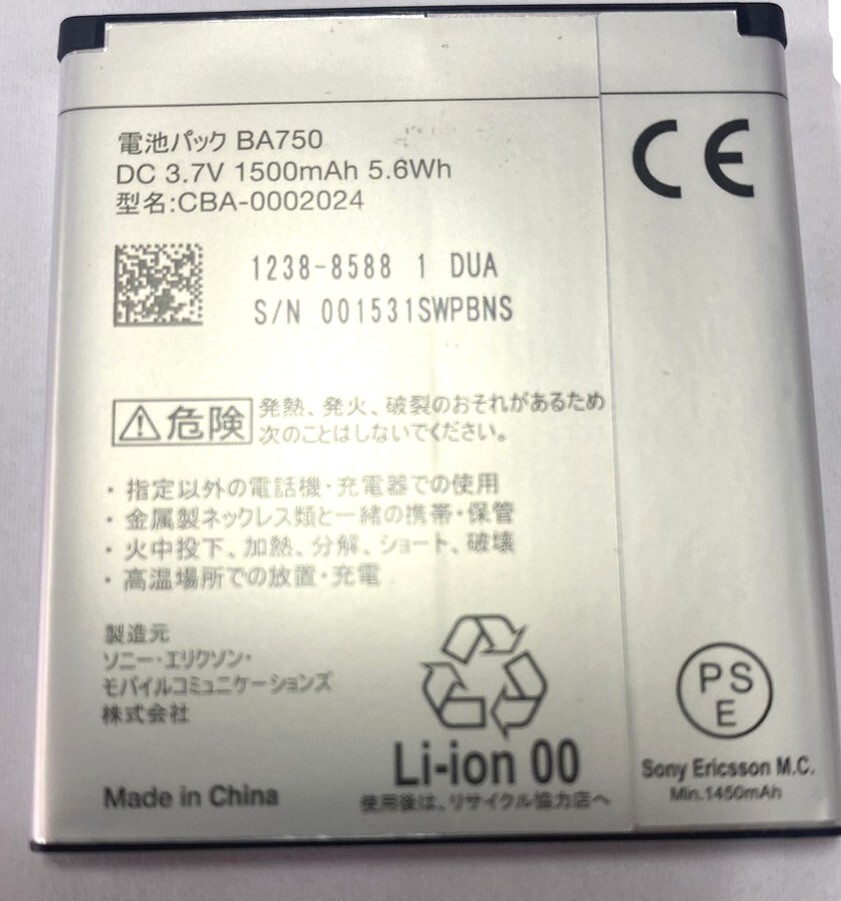 電池パック BA750
DC 3.7V 1500mAh 5.6Wh
型名:CBA-0002024
CE
1238-8588 1 DUA
S/N 001531SWPBNS
⚠危険
発熱、発火、破裂のおそれがあるため
次のことはしないでください。
・指定以外の電話機・充電器での使用
・金属製ネックレス類と一緒の携帯・保管
・火中投下、加熱、分解、ショート、破壊
・高温場所での放置・充電
製造元
ソニー・エリクソン・
モバイルコミュニケーションズ
株式会社
Made in China
Li-ion 00
使用後は、リサイクル協力店へ
PS
E
Sony Ericsson M.C.
Min.1450mAh